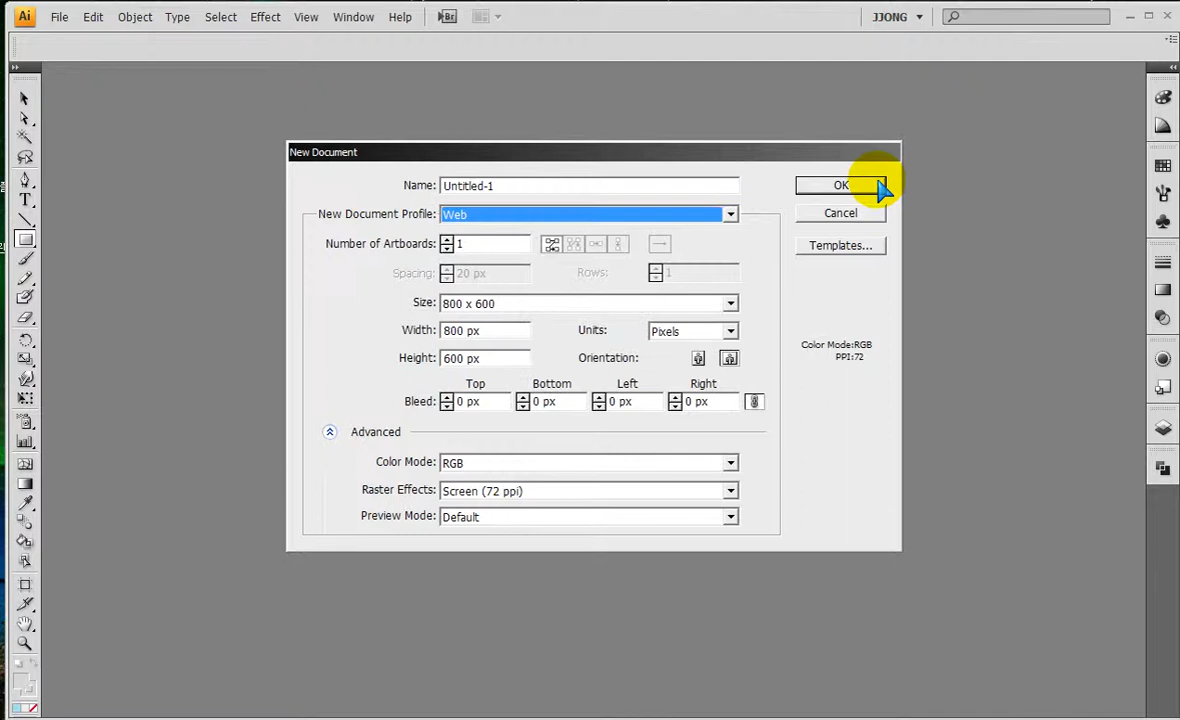 Ai File Edit Object Type Select Effect View Window Help Br JJONG
New Document
Name: Untitled-1 OK
New Document Profile: Web Cancel
Number of Artboards: 1 Templates...
Spacing: 20 px Rows: 1
Size: 800 x 600
Width: 800 px Units: Pixels
Height: 600 px Orientation:
Color Mode:RGB
PPI:72
Top Bottom Left Right
Bleed: 0 px 0 px 0 px 0 px
Advanced
Color Mode: RGB
Raster Effects: Screen (72 ppi)
Preview Mode: Default